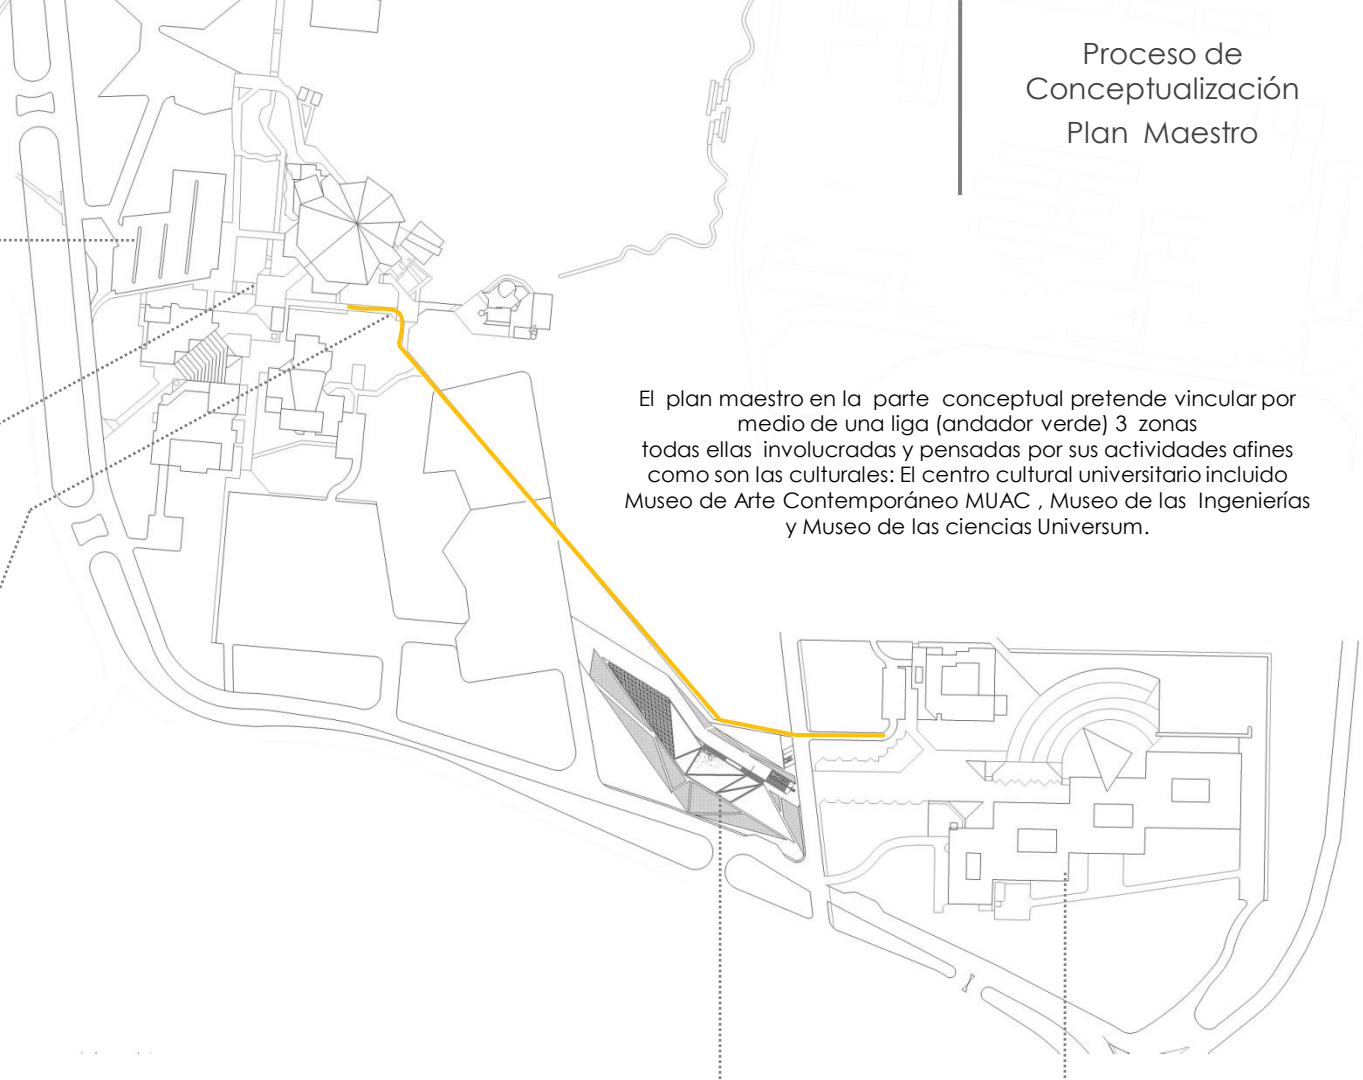 Proceso de
Conceptualización
Plan Maestro
El plan maestro en la parte conceptual pretende vincular por
medio de una liga (andador verde) 3 zonas
todas ellas involucradas y pensadas por sus actividades afines
como son las culturales: El centro cultural universitario incluido
Museo de Arte Contemporáneo MUAC , Museo de las Ingenierías
y Museo de las ciencias Universum.